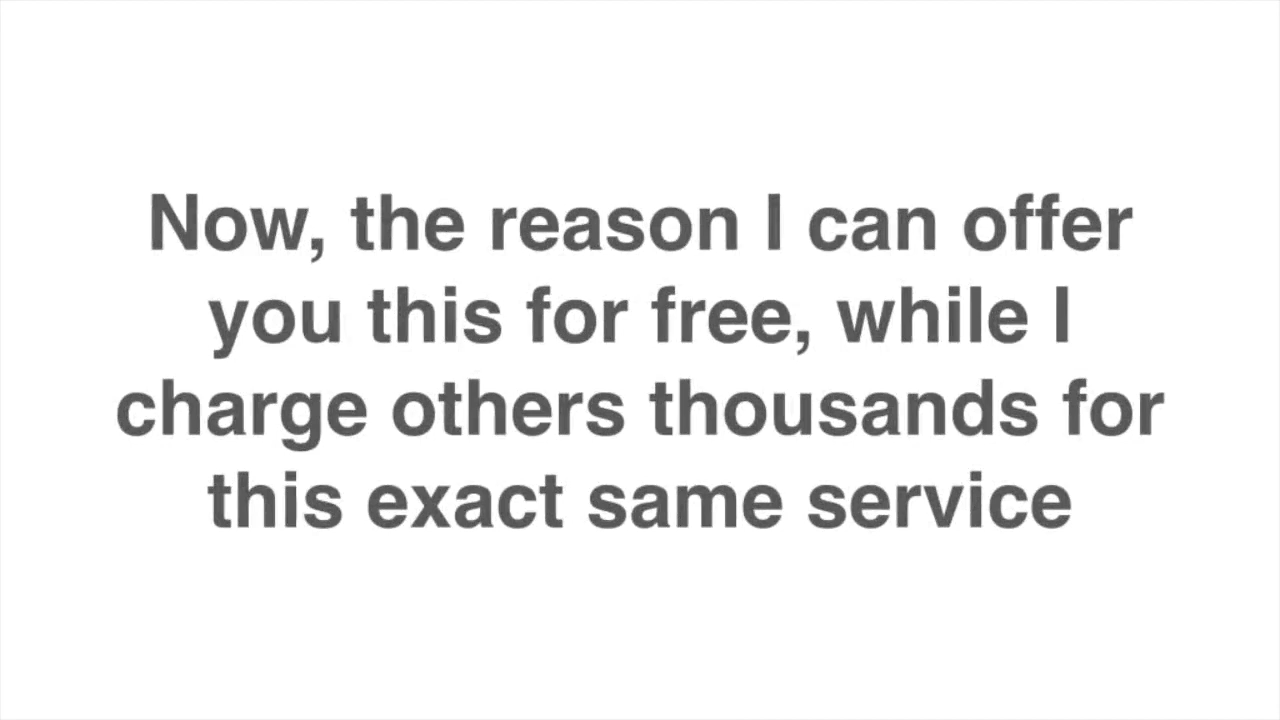 Now, the reason I can offer
you this for free, while I
charge others thousands for
this exact same service